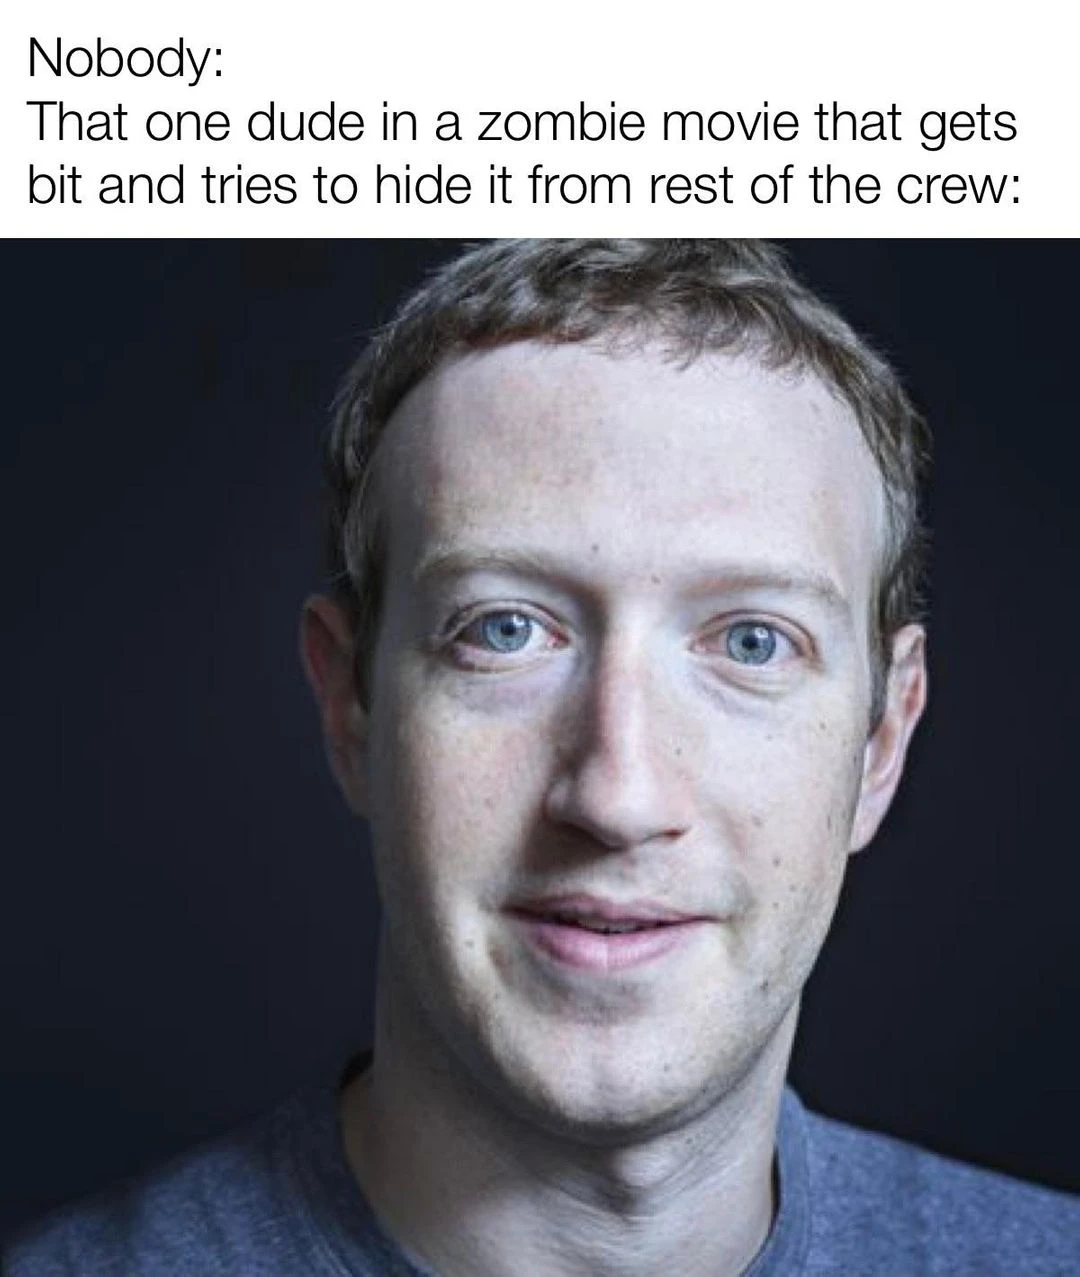 Nobody:
That one dude in a zombie movie that gets
bit and tries to hide it from rest of the crew: